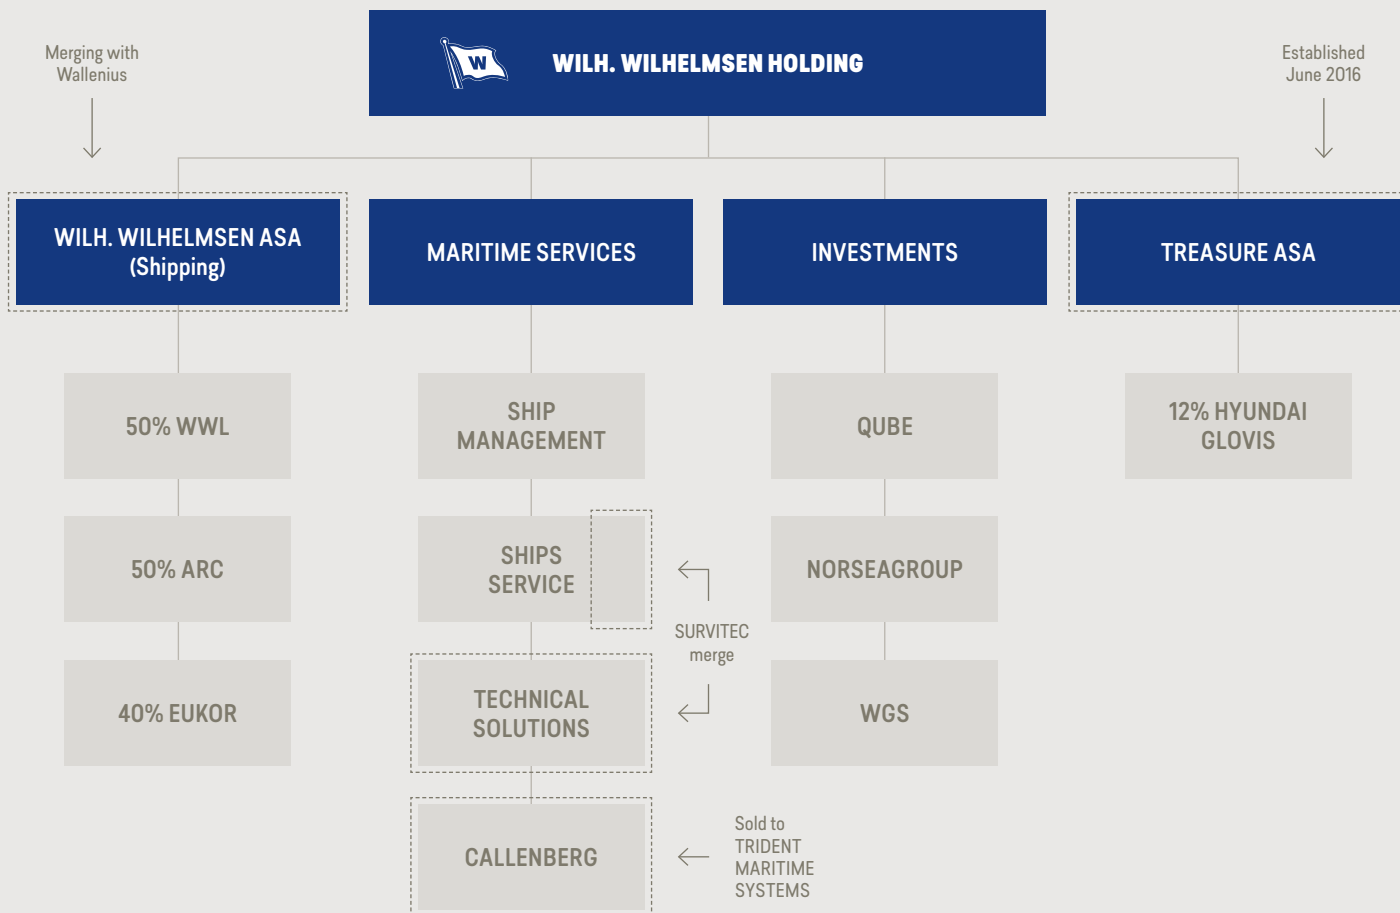 Merging with
Wallenius
W
WILH. WILHELMSEN HOLDING
Established
June 2016
WILH. WILHELMSEN ASA
(Shipping)
MARITIME SERVICES
INVESTMENTS
TREASURE ASA
50% WWL
SHIP
MANAGEMENT
QUBE
12% HYUNDAI
GLOVIS
50% ARC
SHIPS
SERVICE
NORSEAGROUP
SURVITEC
merge
40% EUKOR
TECHNICAL
SOLUTIONS
WGS
CALLENBERG
Sold to
TRIDENT
MARITIME
SYSTEMS